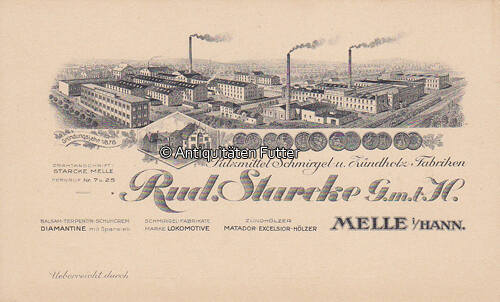 Gründungsjahr 1878
© Antiquitäten Futter
DRAHTANSCHRIFT:
STARCKE MELLE
FERNRUF Nr. 7 u. 25
Putzmittel Schmirgel u. Zündholz-Fabriken
Rud. Starcke G.m.b.H.
MELLE i/HANN.
BALSAM-TERPENTIN-SCHUHCREM
DIAMANTINE mit Sparsieb
SCHMIRGEL-FABRIKATE
MARKE LOKOMOTIVE
ZÜNDHÖLZER
MATADOR-EXCELSIOR-HÖLZER
Ueberreicht durch